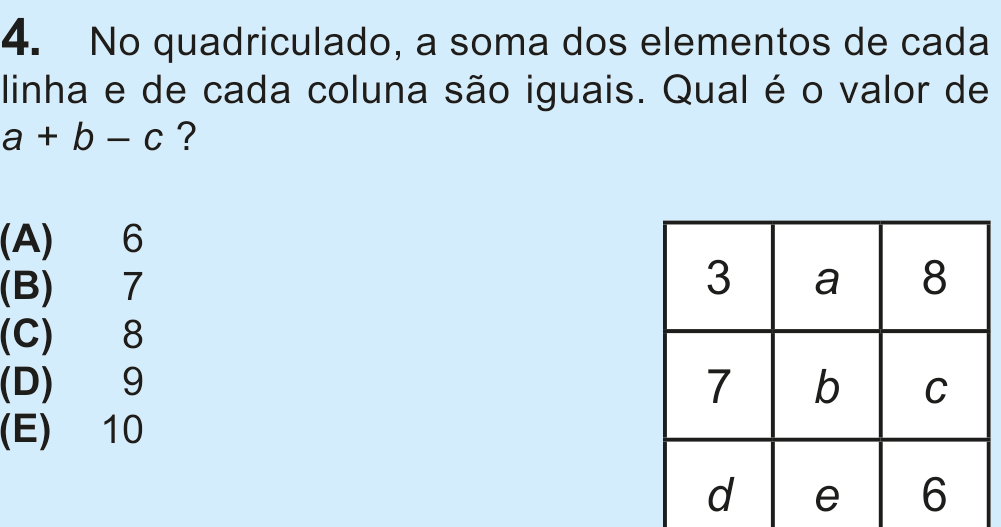 4. No quadriculado, a soma dos elementos de cada
linha e de cada coluna são iguais. Qual é o valor de
a + b – c ?
(A) 6
(B) 7
(C) 8
(D) 9
(E) 10
3 a 8
7 b c
d e 6